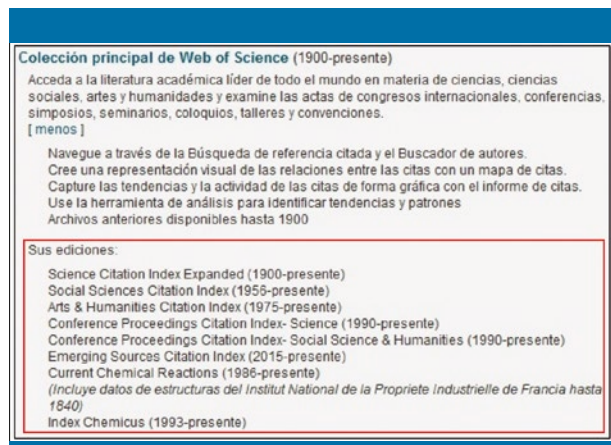 Colección principal de Web of Science (1900-presente)
Acceda a la literatura académica líder de todo el mundo en materia de ciencias, ciencias
sociales, artes y humanidades y examine las actas de congresos internacionales, conferencias,
simposios, seminarios, coloquios, talleres y convenciones.
[ menos ]
Navegue a través de la Búsqueda de referencia citada y el Buscador de autores.
Cree una representación visual de las relaciones entre las citas con un mapa de citas.
Capture las tendencias y la actividad de las citas de forma gráfica con el informe de citas.
Use la herramienta de análisis para identificar tendencias y patrones
Archivos anteriores disponibles hasta 1900
Sus ediciones:
Science Citation Index Expanded (1900-presente)
Social Sciences Citation Index (1956-presente)
Arts & Humanities Citation Index (1975-presente)
Conference Proceedings Citation Index- Science (1990-presente)
Conference Proceedings Citation Index- Social Science & Humanities (1990-presente)
Emerging Sources Citation Index (2015-presente)
Current Chemical Reactions (1986-presente)
(Incluye datos de estructuras del Institut National de la Propriete Industrielle de Francia hasta
1840)
Index Chemicus (1993-presente)